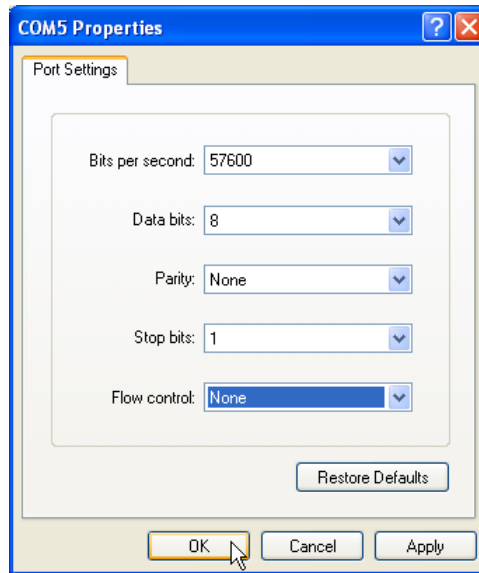 COM5 Properties
Port Settings
Bits per second: 57600
Data bits: 8
Parity: None
Stop bits: 1
Flow control: None
Restore Defaults
OK Cancel Apply